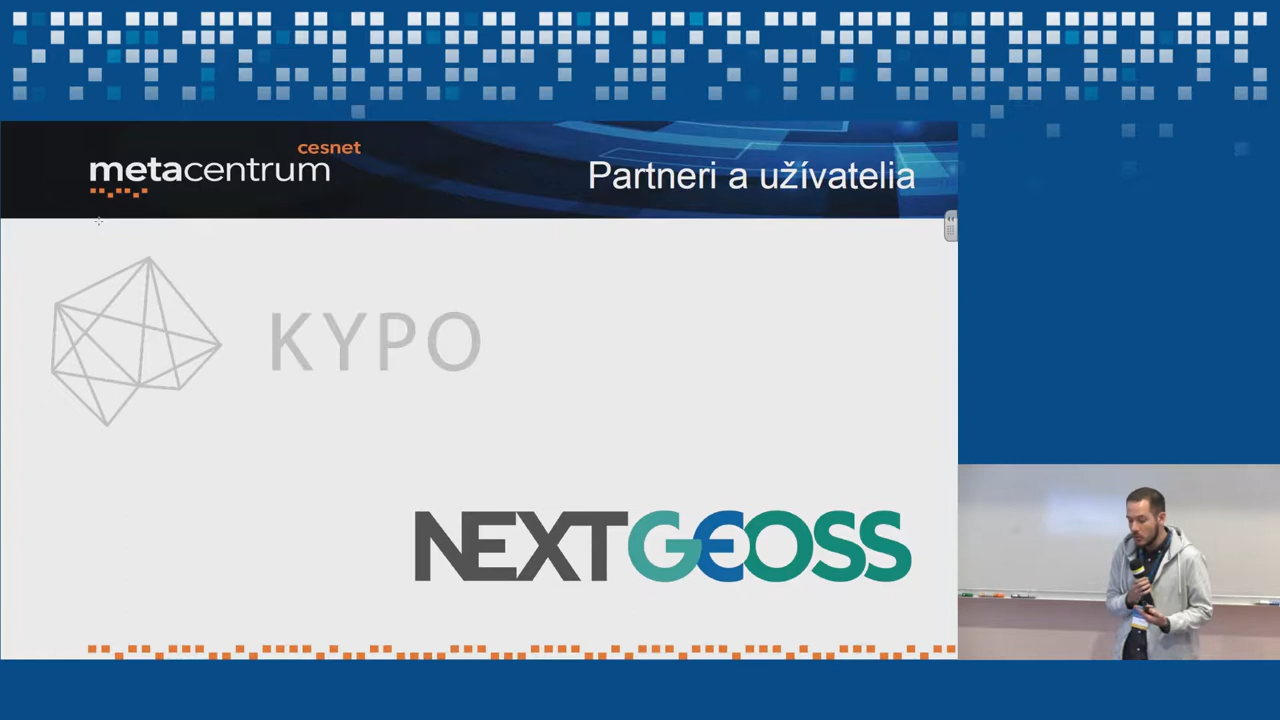 cesnet
metacentrum
Partneri a užívatelia
KYPO
NEXTGEOSS